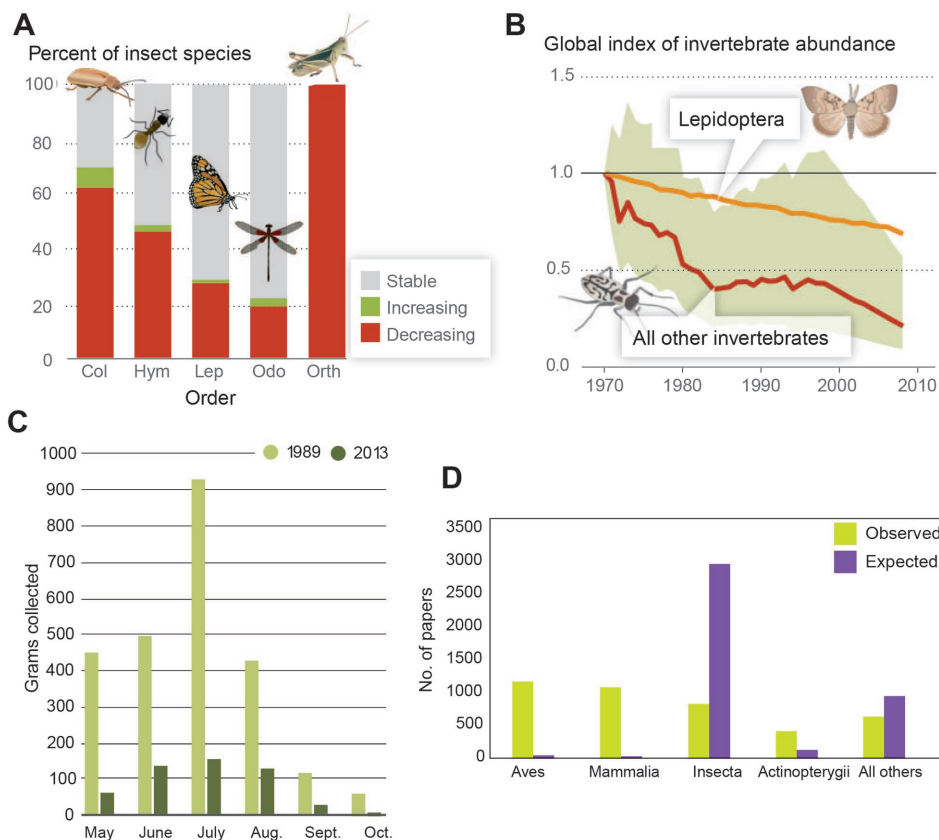 A
Percent of insect species
100
80
60
40
20
0
Col Hym Lep Odo Orth
Order
Stable
Increasing
Decreasing
B
Global index of invertebrate abundance
1.5
Lepidoptera
1.0
0.5
All other invertebrates
0.0
1970 1980 1990 2000 2010
C
1989 2013
1000
900
800
700
600
500
400
300
200
100
0
Grams collected
May June July Aug. Sept. Oct.
D
Observed
Expected
3500
3000
2500
2000
1500
1000
500
0
No. of papers
Aves Mammalia Insecta Actinopterygii All others